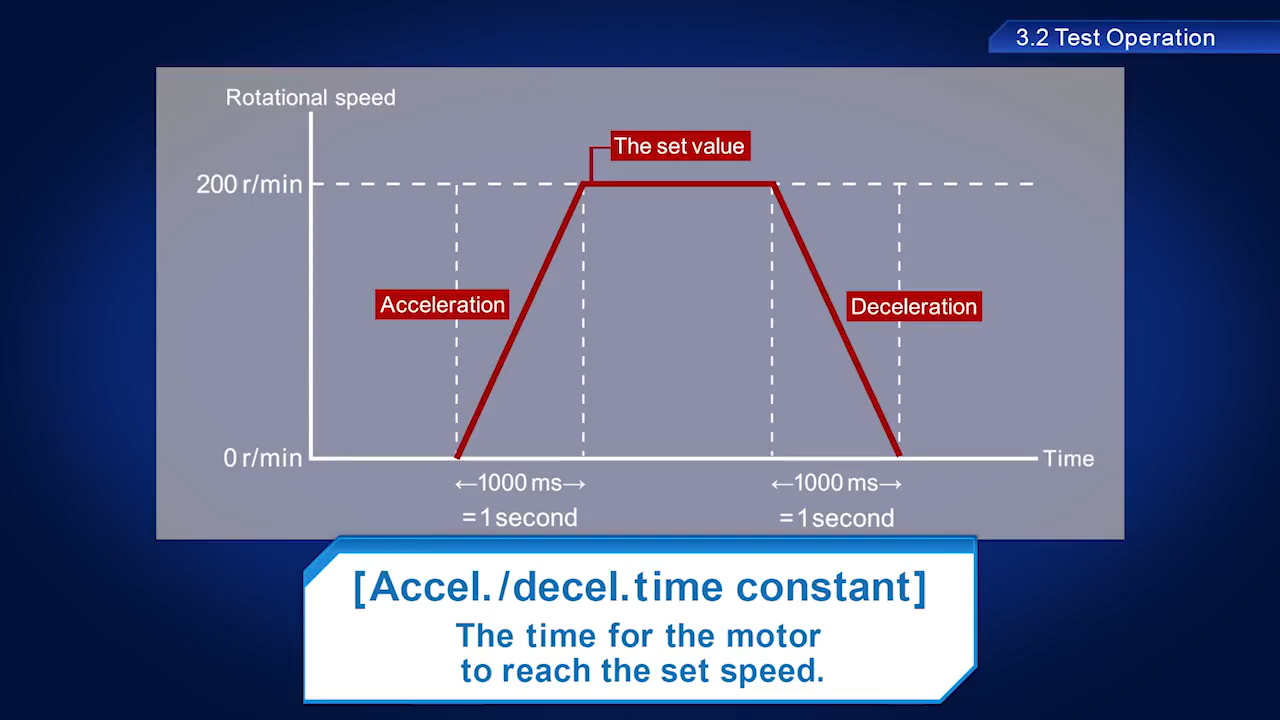 3.2 Test Operation
Rotational speed
The set value
200 r/min
Acceleration
Deceleration
0 r/min
Time
←1000 ms→
←1000 ms→
=1 second
=1 second
[Accel./decel.time constant]
The time for the motor
to reach the set speed.